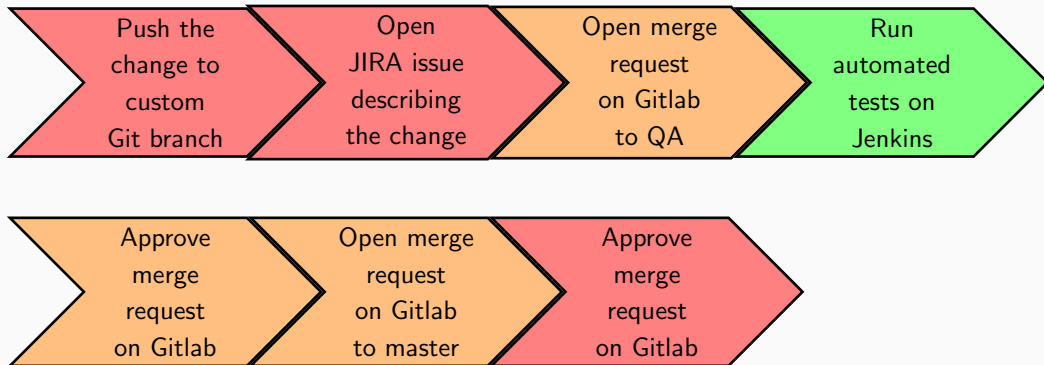 Push the
change to
custom
Git branch
Open
JIRA issue
describing
the change
Open merge
request
on Gitlab
to QA
Run
automated
tests on
Jenkins
Approve
merge
request
on Gitlab
Open merge
request
on Gitlab
to master
Approve
merge
request
on Gitlab